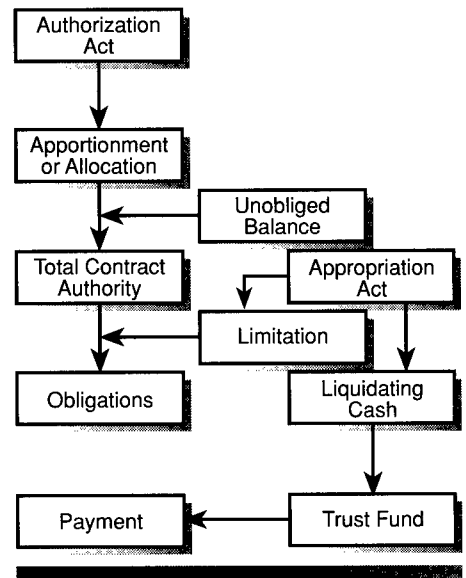 Authorization
Act
Apportionment
or Allocation
Unobliged
Balance
Total Contract
Authority
Appropriation
Act
Limitation
Obligations
Liquidating
Cash
Payment
Trust Fund